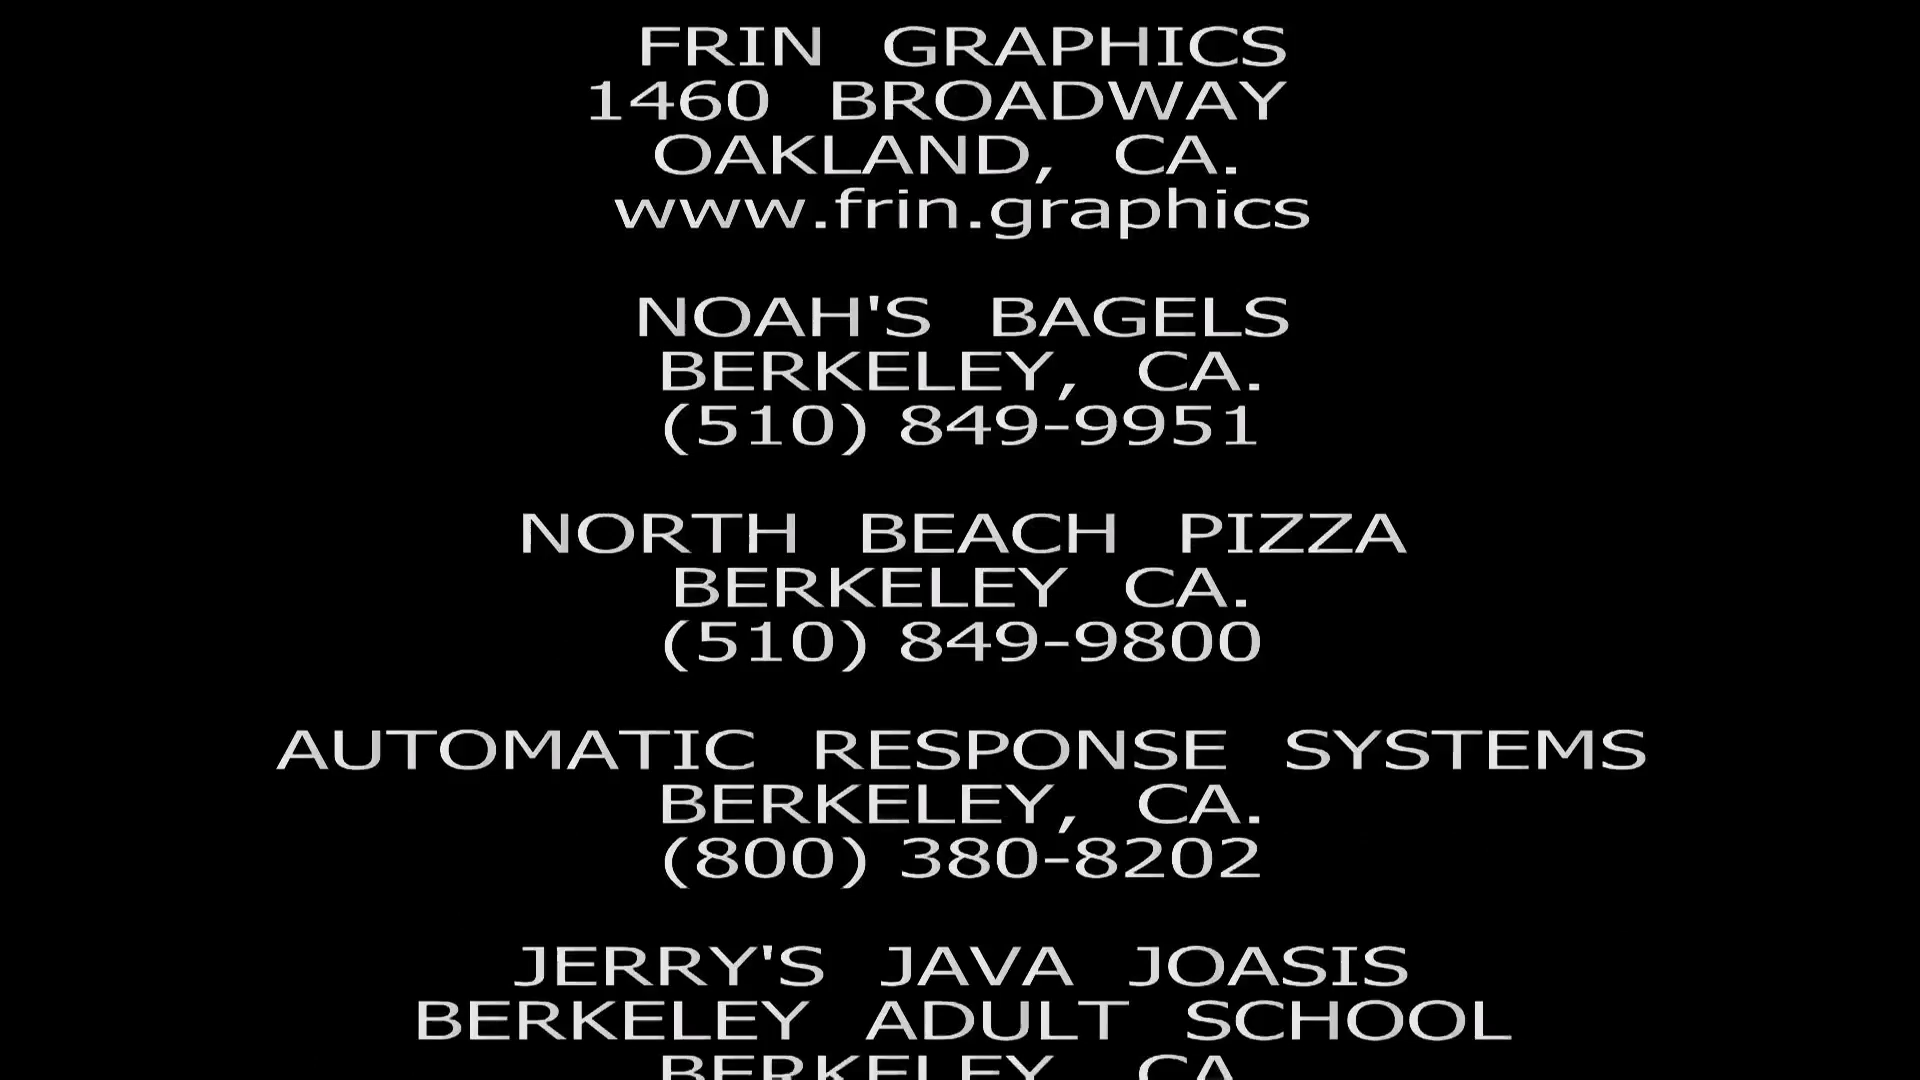 FRIN GRAPHICS
1460 BROADWAY
OAKLAND, CA.
www.frin.graphics
NOAH'S BAGELS
BERKELEY, CA.
(510) 849-9951
NORTH BEACH PIZZA
BERKELEY CA.
(510) 849-9800
AUTOMATIC RESPONSE SYSTEMS
BERKELEY, CA.
(800) 380-8202
JERRY'S JAVA JOASIS
BERKELEY ADULT SCHOOL
BERKELEY CA